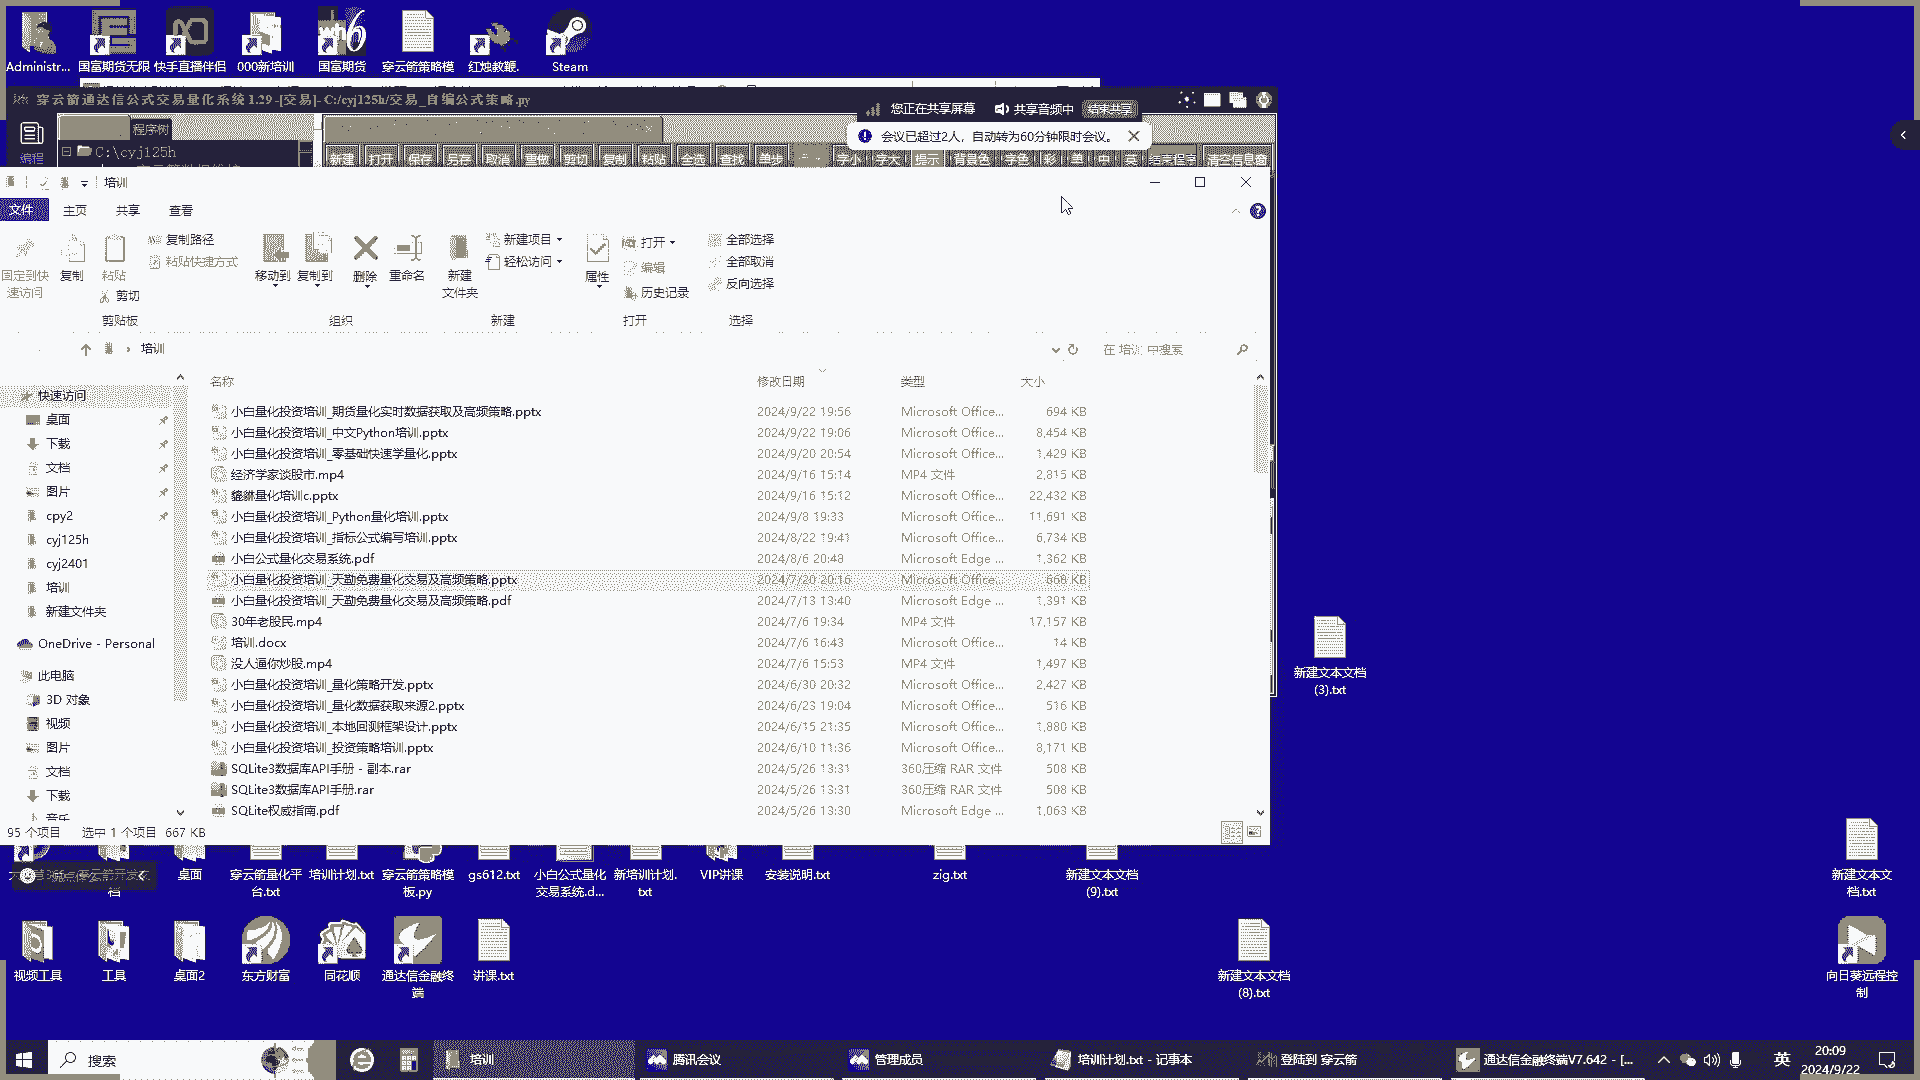 Administr... 国富期货无限 快手直播伴侣 000新培训 国富期货 穿云箭策略模 红烛教鞭. Steam
穿云箭通达信公式交易量化系统1.29-[交易]- C:/cyj125h/交易_自编公式策略.py
您正在共享屏幕 共享音频中 结束共享
会议已超过2人，自动转为60分钟限时会议。
编程 程序树
C:\cyj125h
新建 打开 保存 另存 取消 重做 剪切 复制 粘贴 全选 查找 单步 字小 字大 提示 背景色 字色 彩 单 中 英 结束程序 清空信息窗
培训
文件 主页 共享 查看
固定到快速访问 复制 粘贴 复制路径 粘贴快捷方式 剪切
移动到 复制到 删除 重命名 新建文件夹 新建项目 轻松访问
属性 打开 编辑 历史记录 全部选择 全部取消 反向选择
剪贴板 组织 新建 打开 选择
培训
在 培训 中搜索
名称 修改日期 类型 大小
快速访问
桌面
下载
文档
图片
cpy2
cyj125h
cyj2401
培训
新建文件夹
OneDrive - Personal
此电脑
3D 对象
视频
图片
文档
下载
音乐
小白量化投资培训_期货量化实时数据获取及高频策略.pptx 2024/9/22 19:56 Microsoft Office... 694 KB
小白量化投资培训_中文Python培训.pptx 2024/9/22 19:06 Microsoft Office... 8,454 KB
小白量化投资培训_零基础快速学量化.pptx 2024/9/20 20:54 Microsoft Office... 1,429 KB
经济学家谈股市.mp4 2024/9/16 15:14 MP4 文件 2,815 KB
貔貅量化培训c.pptx 2024/9/16 15:12 Microsoft Office... 22,432 KB
小白量化投资培训_Python量化培训.pptx 2024/9/8 19:33 Microsoft Office... 11,691 KB
小白量化投资培训_指标公式编写培训.pptx 2024/8/22 19:41 Microsoft Office... 6,734 KB
小白公式量化交易系统.pdf 2024/8/6 20:48 Microsoft Edge ... 1,362 KB
小白量化投资培训_天勤免费量化交易及高频策略.pptx 2024/7/20 20:16 Microsoft Office... 668 KB
小白量化投资培训_天勤免费量化交易及高频策略.pdf 2024/7/13 13:40 Microsoft Edge ... 1,391 KB
30年老股民.mp4 2024/7/6 19:34 MP4 文件 17,157 KB
培训.docx 2024/7/6 16:43 Microsoft Office... 14 KB
没人逼你炒股.mp4 2024/7/6 15:53 MP4 文件 1,497 KB
小白量化投资培训_量化策略开发.pptx 2024/6/30 20:32 Microsoft Office... 2,427 KB
小白量化投资培训_量化数据获取来源2.pptx 2024/6/23 19:04 Microsoft Office... 516 KB
小白量化投资培训_本地回测框架设计.pptx 2024/6/15 21:35 Microsoft Office... 1,880 KB
小白量化投资培训_投资策略培训.pptx 2024/6/10 11:36 Microsoft Office... 8,171 KB
SQLite3数据库API手册 - 副本.rar 2024/5/26 13:31 360压缩 RAR 文件 508 KB
SQLite3数据库API手册.rar 2024/5/26 13:31 360压缩 RAR 文件 508 KB
SQLite权威指南.pdf 2024/5/26 13:30 Microsoft Edge ... 1,063 KB
95 个项目 选中 1 个项目 667 KB
新建文本文档
(3).txt
桌面 穿云箭量化平台.txt 培训计划.txt 穿云箭策略模板.py gs612.txt 小白公式量化交易系统.d... 新培训计划.txt VIP讲课 安装说明.txt zig.txt 新建文本文档(9).txt 新建文本文档.txt
视频工具 工具 桌面2 东方财富 同花顺 通达信金融终端 讲课.txt 新建文本文档(8).txt 向日葵远程控制
搜索 培训 腾讯会议 管理成员 培训计划.txt - 记事本 登陆到 穿云箭 通达信金融终端V7.642 - [... 英 20:09
2024/9/22